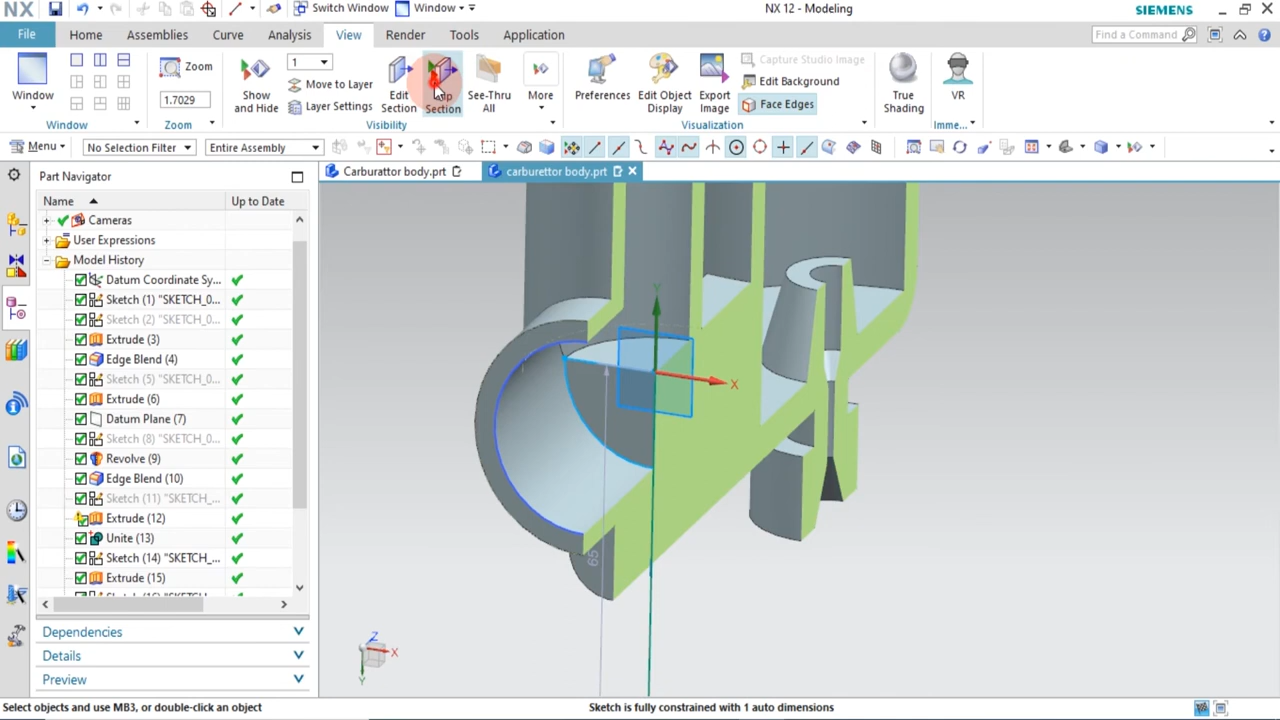 NX
Switch Window
Window
NX 12 - Modeling
SIEMENS
File
Home
Assemblies
Curve
Analysis
View
Render
Tools
Application
Find a Command
Window
Zoom
1.7029
Show and Hide
1
Move to Layer
Layer Settings
Edit Section
Section
See-Thru All
More
Preferences
Edit Object Display
Export Image
Capture Studio Image
Edit Background
Face Edges
True Shading
VR
Window
Zoom
Visibility
Visualization
Imme...
Menu
No Selection Filter
Entire Assembly
Part Navigator
Carburattor body.prt
carburettor body.prt
Name
Up to Date
Cameras
User Expressions
Model History
Datum Coordinate Sy...
Sketch (1) "SKETCH_0...
Sketch (2) "SKETCH_0...
Extrude (3)
Edge Blend (4)
Sketch (5) "SKETCH_0...
Extrude (6)
Datum Plane (7)
Sketch (8) "SKETCH_0...
Revolve (9)
Edge Blend (10)
Sketch (11) "SKETCH_...
Extrude (12)
Unite (13)
Sketch (14) "SKETCH_...
Extrude (15)
Dependencies
Details
Preview
Y
X
65
Z
X
Y
Select objects and use MB3, or double-click an object
Sketch is fully constrained with 1 auto dimensions